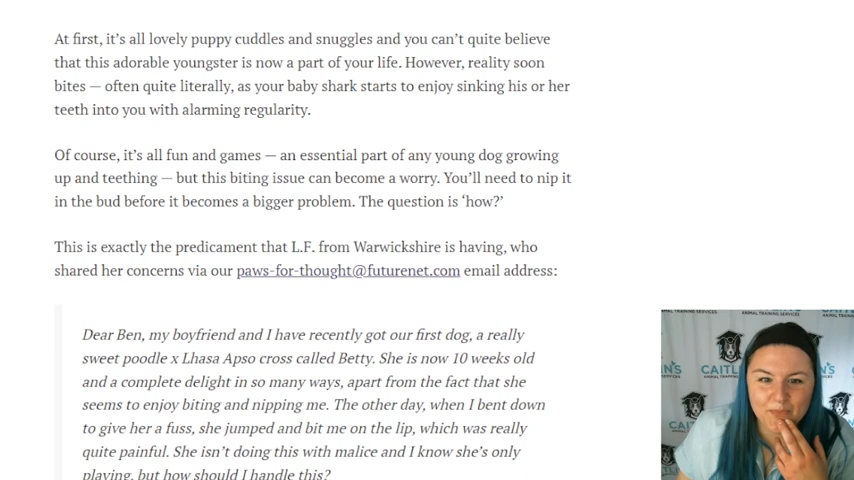 At first, it's all lovely puppy cuddles and snuggles and you can't quite believe
that this adorable youngster is now a part of your life. However, reality soon
bites — often quite literally, as your baby shark starts to enjoy sinking his or her
teeth into you with alarming regularity.
Of course, it's all fun and games — an essential part of any young dog growing
up and teething — but this biting issue can become a worry. You'll need to nip it
in the bud before it becomes a bigger problem. The question is 'how?'
This is exactly the predicament that L.F. from Warwickshire is having, who
shared her concerns via our paws-for-thought@futurenet.com email address:
Dear Ben, my boyfriend and I have recently got our first dog, a really
sweet poodle x Lhasa Apso cross called Betty. She is now 10 weeks old
and a complete delight in so many ways, apart from the fact that she
seems to enjoy biting and nipping me. The other day, when I bent down
to give her a fuss, she jumped and bit me on the lip, which was really
quite painful. She isn't doing this with malice and I know she's only
playing, but how should I handle this?
CAITLIN'S